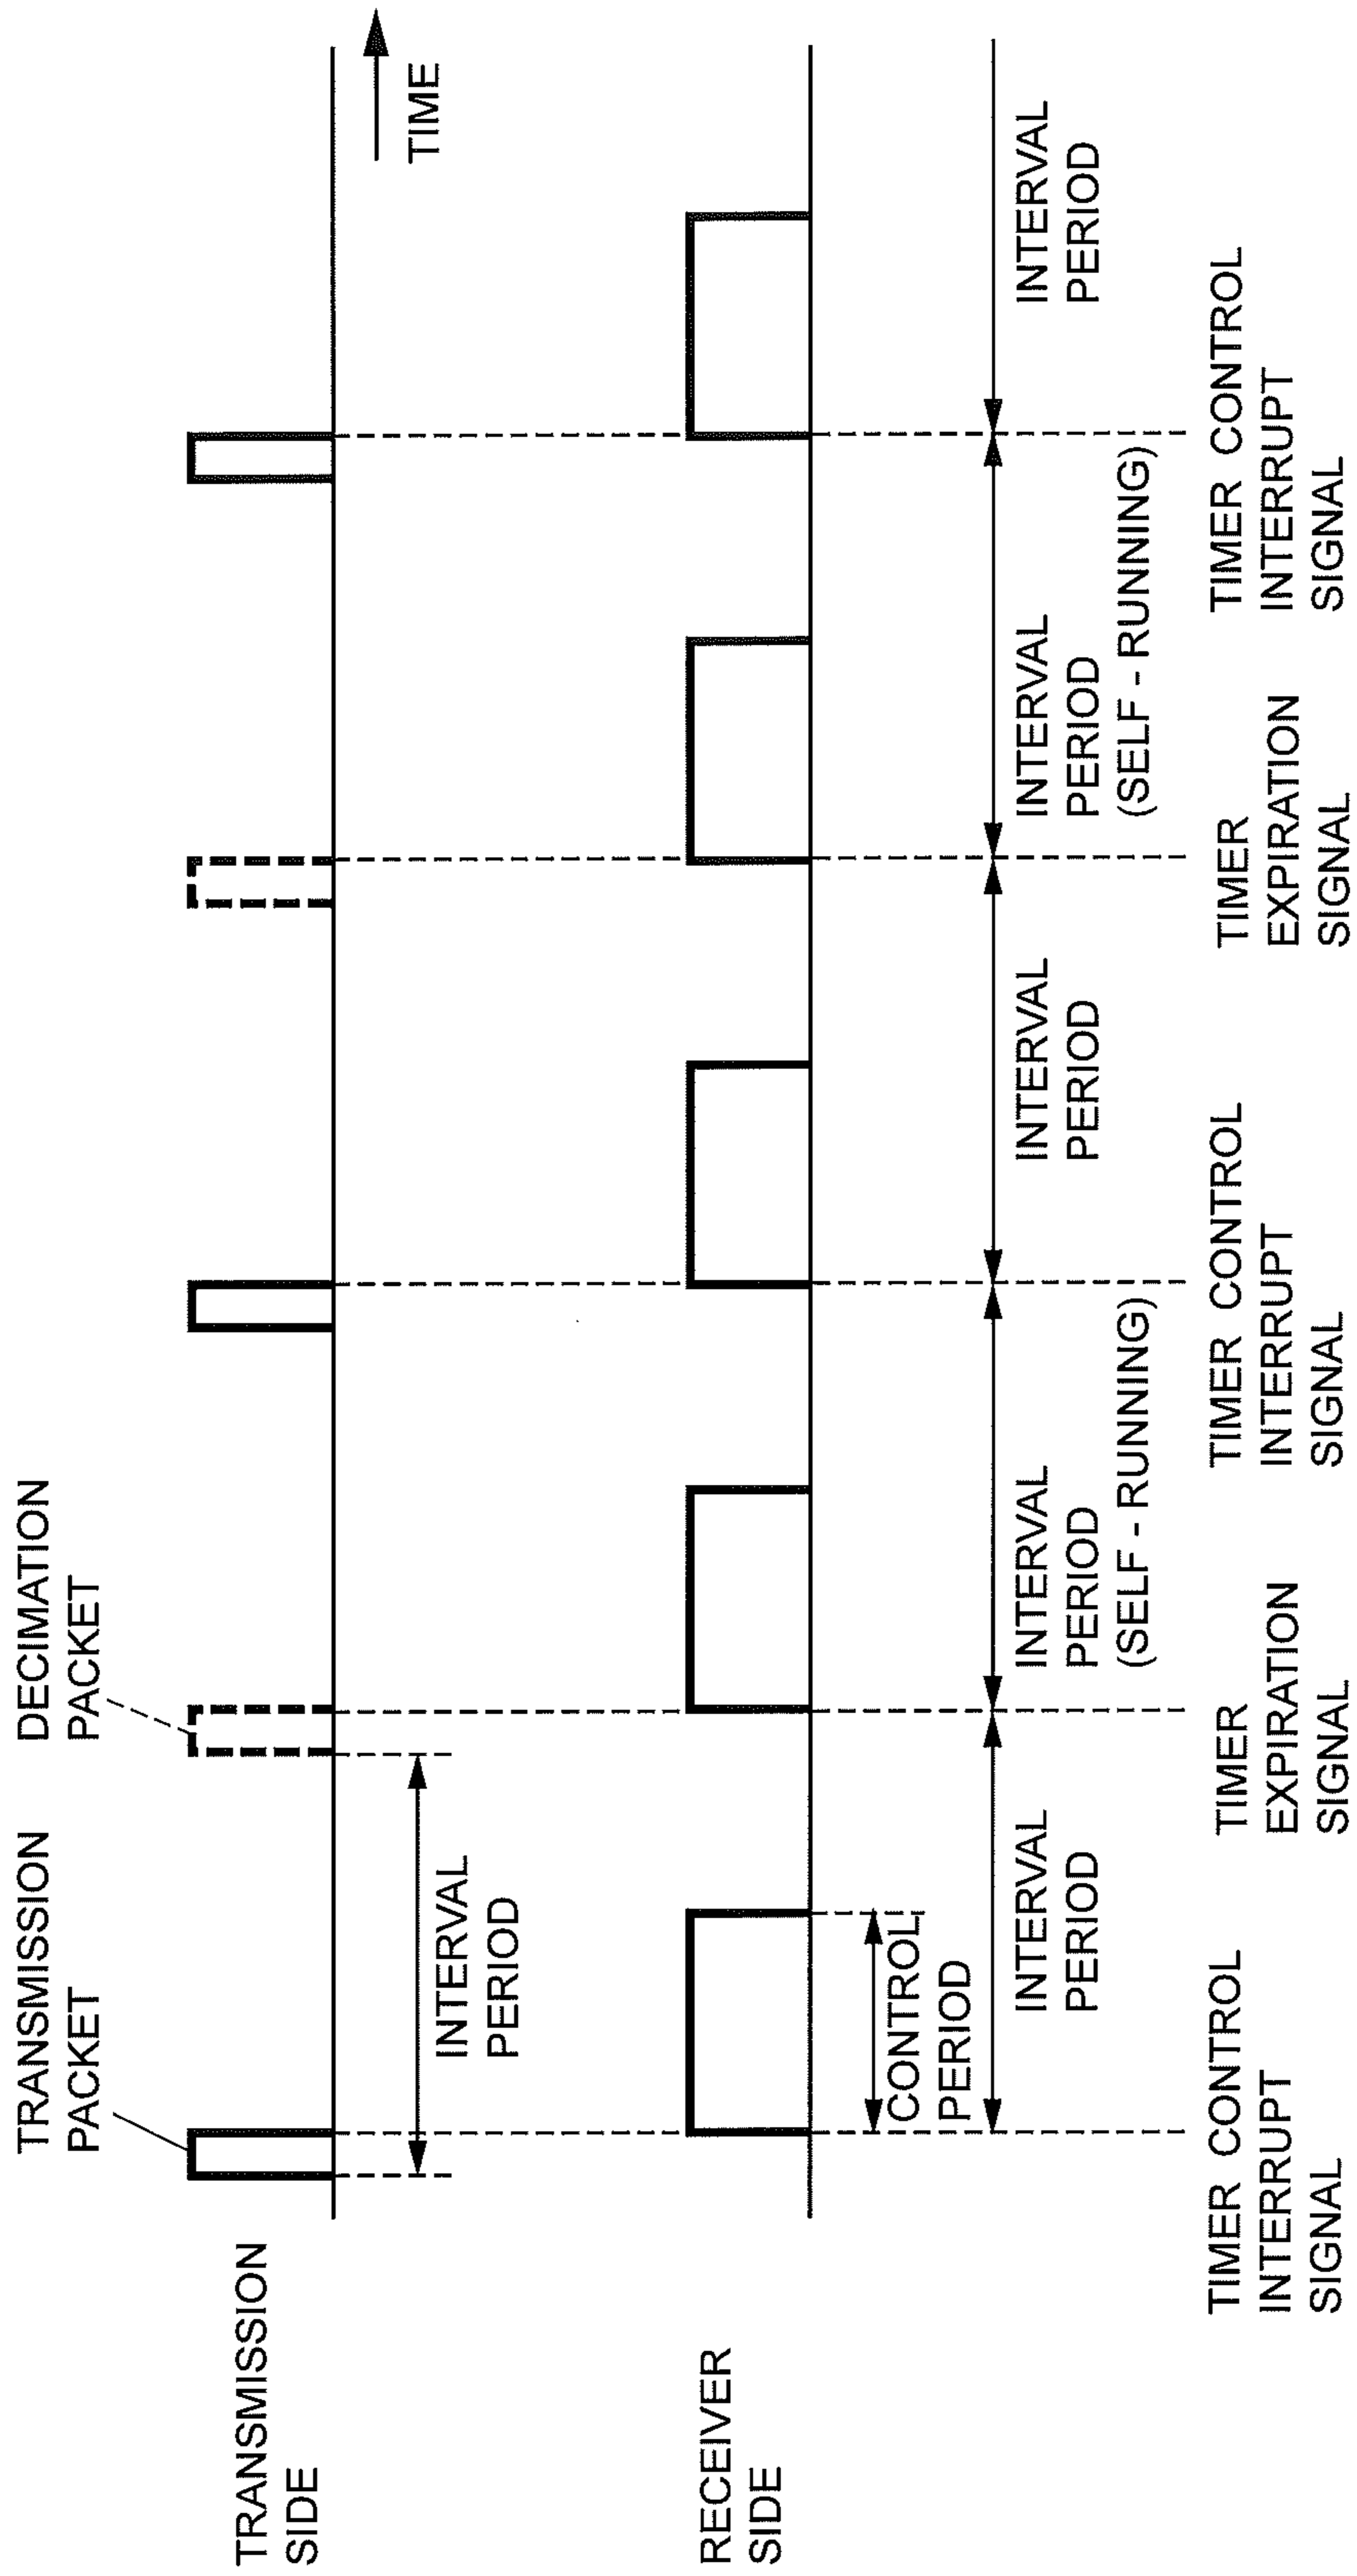 TRANSMISSION
PACKET
DECIMATION
PACKET
TRANSMISSION
SIDE
TIME
INTERVAL
PERIOD
RECEIVER
SIDE
CONTROL
PERIOD
INTERVAL
PERIOD
INTERVAL
PERIOD
(SELF - RUNNING)
INTERVAL
PERIOD
INTERVAL
PERIOD
(SELF - RUNNING)
INTERVAL
PERIOD
TIMER CONTROL
INTERRUPT
SIGNAL
TIMER
EXPIRATION
SIGNAL
TIMER CONTROL
INTERRUPT
SIGNAL
TIMER
EXPIRATION
SIGNAL
TIMER CONTROL
INTERRUPT
SIGNAL